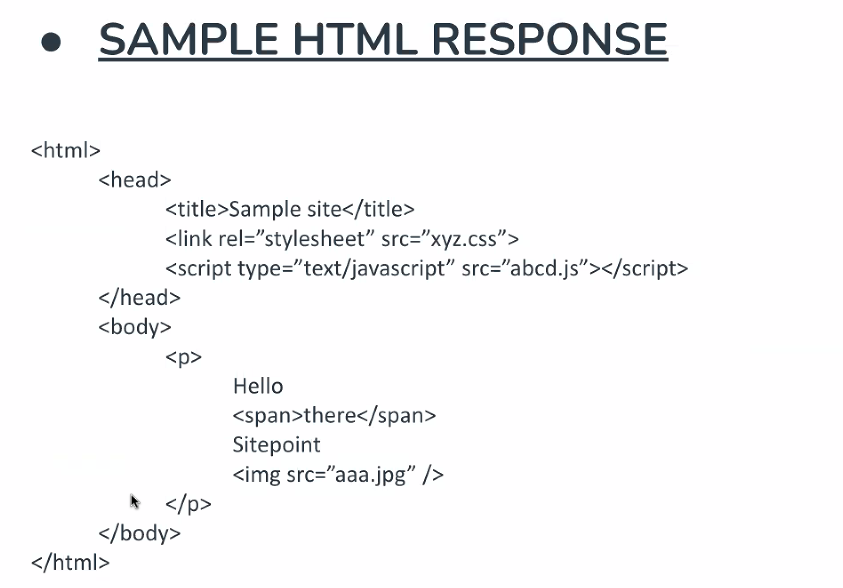 ● SAMPLE HTML RESPONSE
<html>
<head>
<title>Sample site</title>
<link rel=”stylesheet” src=”xyz.css”>
<script type=”text/javascript” src=”abcd.js”></script>
</head>
<body>
<p>
Hello
<span>there</span>
Sitepoint
<img src=”aaa.jpg” />
</p>
</body>
</html>